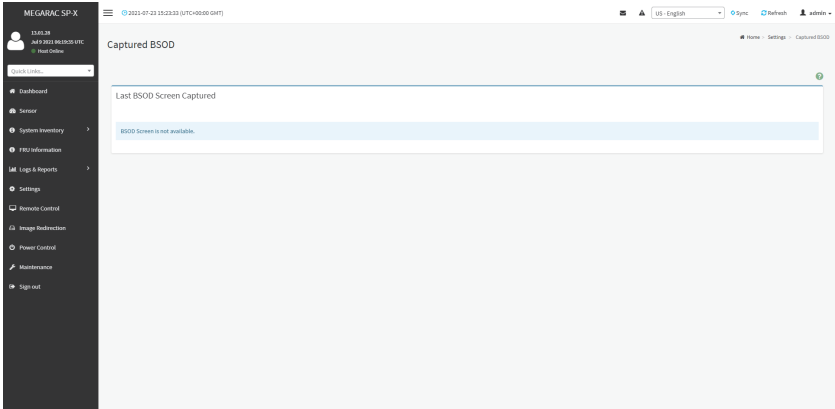 MEGARAC SP-X
2021-07-23 15:23:33 (UTC+00:00 GMT)
US - English
Sync
Refresh
admin
13.01.28
Jul 9 2021 06:19:35 UTC
Host Online
Quick Links...
Dashboard
Sensor
System Inventory
FRU Information
Logs & Reports
Settings
Remote Control
Image Redirection
Power Control
Maintenance
Sign out
Captured BSOD
Home > Settings > Captured BSOD
Last BSOD Screen Captured
BSOD Screen is not available.